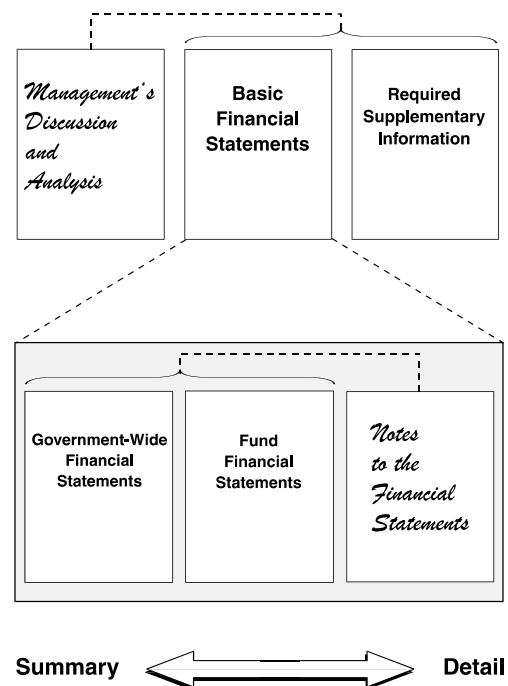 Management's
Discussion
and
Analysis
Basic
Financial
Statements
Required
Supplementary
Information
Government-Wide
Financial
Statements
Fund
Financial
Statements
Notes
to the
Financial
Statements
Summary
Detail